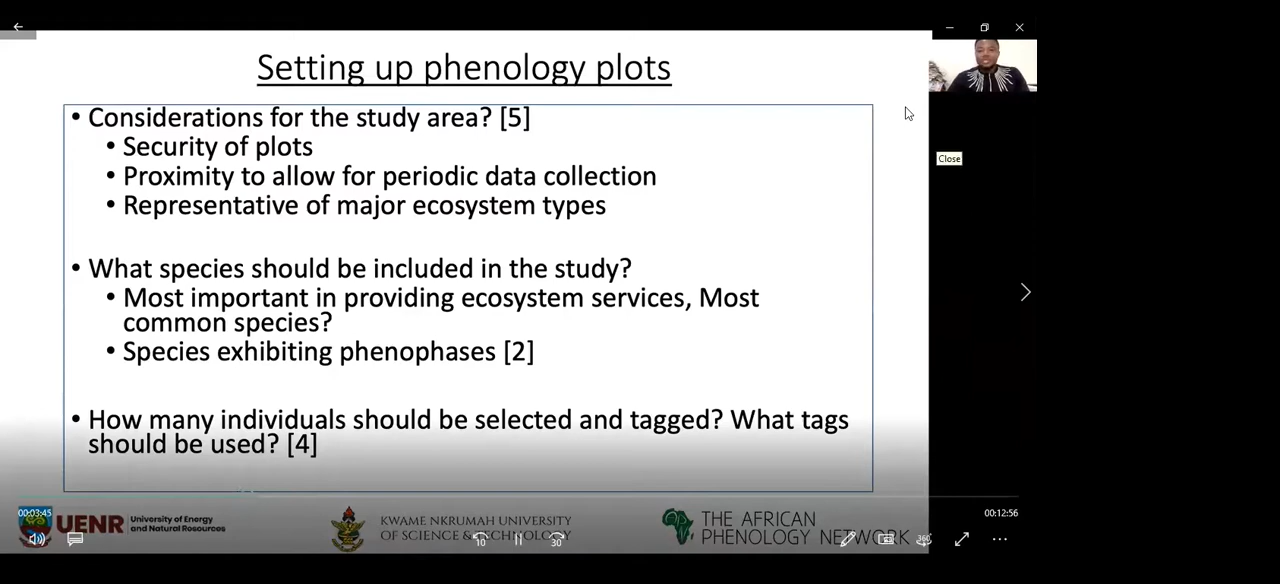 Setting up phenology plots
• Considerations for the study area? [5]
• Security of plots
• Proximity to allow for periodic data collection
• Representative of major ecosystem types
• What species should be included in the study?
• Most important in providing ecosystem services, Most
common species?
• Species exhibiting phenophases [2]
• How many individuals should be selected and tagged? What tags
should be used? [4]
Close
00:03:45
00:12:56
UENR
University of Energy
and Natural Resources
KWAME NKRUMAH UNIVERSITY
OF SCIENCE & TECHNOLOGY
THE AFRICAN
PHENOLOGY NETWORK
10
30
360